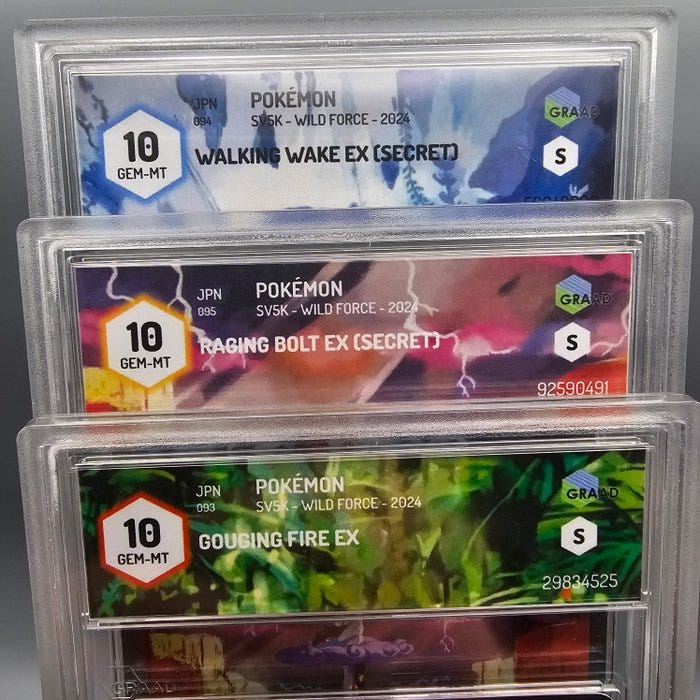 JPN
094
POKÉMON
SV5K - WILD FORCE - 2024
WALKING WAKE EX (SECRET)
10
GEM-MT
GRAAD
S
JPN
095
POKÉMON
SV5K - WILD FORCE - 2024
RAGING BOLT EX (SECRET)
10
GEM-MT
GRAAD
S
92590491
JPN
093
POKÉMON
SV5K - WILD FORCE - 2024
GOUGING FIRE EX
10
GEM-MT
GRAAD
S
29834525
GRAAD